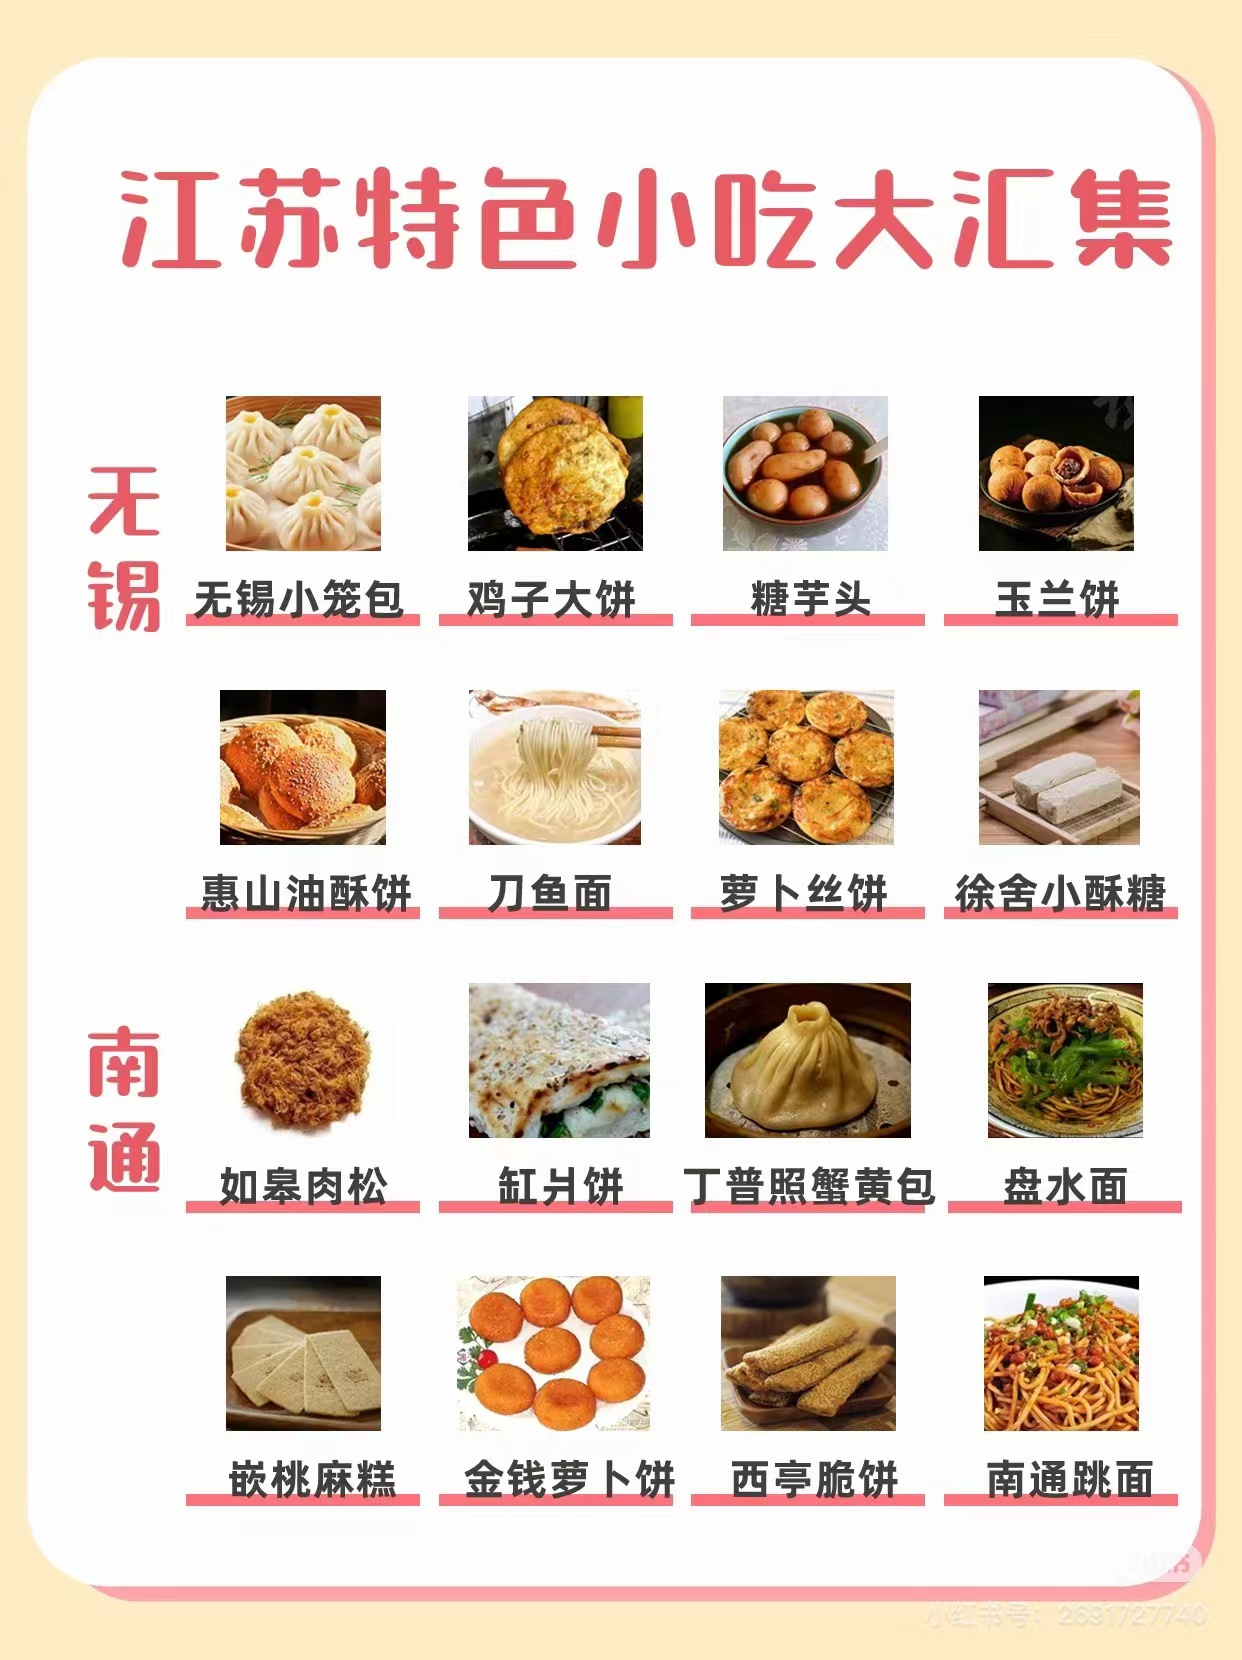 江苏特色小吃大汇集
无锡
无锡小笼包
鸡子大饼
糖芋头
玉兰饼
惠山油酥饼
刀鱼面
萝卜丝饼
徐舍小酥糖
南通
如皋肉松
缸爿饼
丁普照蟹黄包
盘水面
嵌桃麻糕
金钱萝卜饼
西亭脆饼
南通跳面
小红书号：2691727740